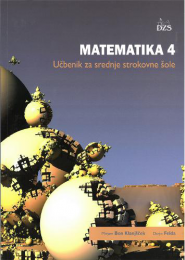 DZS
MATEMATIKA 4
Učbenik za srednje strokovne šole